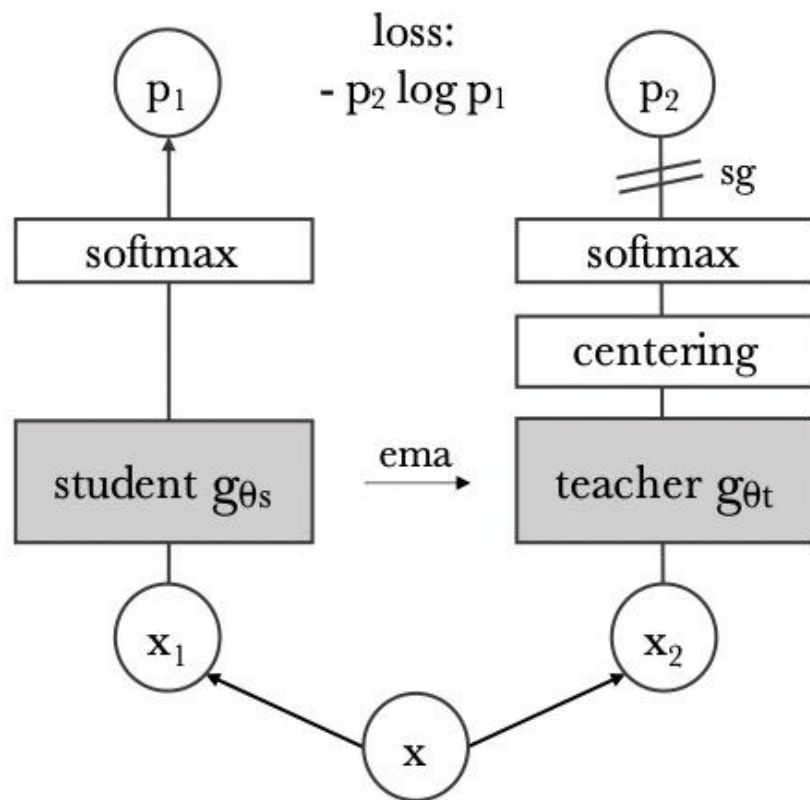 loss:
p₁
- p₂ log p₁
p₂
sg
softmax
softmax
centering
student gθs
ema
teacher gθt
x₁
x₂
x